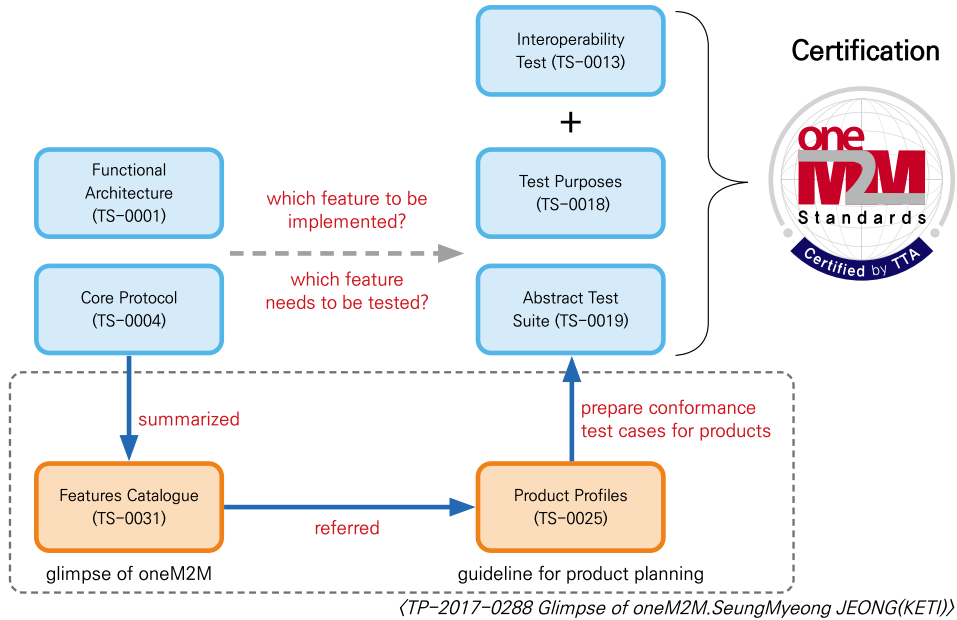 Interoperability
Test (TS-0013)
Certification
+
one
M2M
Standards
Certified by TTA
Functional
Architecture
(TS-0001)
which feature to be
implemented?
Test Purposes
(TS-0018)
Core Protocol
(TS-0004)
which feature
needs to be tested?
Abstract Test
Suite (TS-0019)
summarized
prepare conformance
test cases for products
Features Catalogue
(TS-0031)
referred
Product Profiles
(TS-0025)
glimpse of oneM2M
guideline for product planning
〈TP-2017-0288 Glimpse of oneM2M.SeungMyeong JEONG(KETI)〉